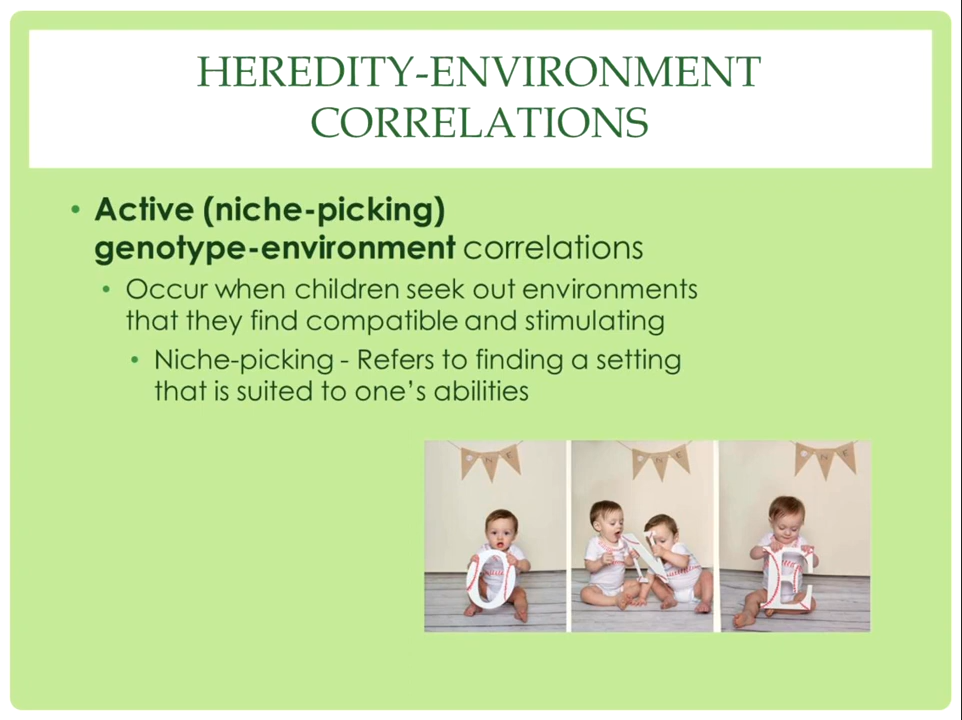 HEREDITY-ENVIRONMENT
CORRELATIONS
• Active (niche-picking)
genotype-environment correlations
• Occur when children seek out environments
that they find compatible and stimulating
• Niche-picking - Refers to finding a setting
that is suited to one's abilities
O N E
O N E
O N E
O
N
E